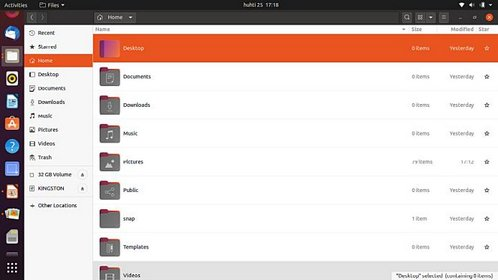 Activities Files huhti 25 17:18
Home
Recent
Starred
Home
Desktop
Documents
Downloads
Music
Pictures
Videos
Trash
32 GB Volume
KINGSTON
+ Other Locations
Name Size Modified Star
Desktop 0 items Yesterday
Documents 0 items Yesterday
Downloads 0 items Yesterday
Music 0 items Yesterday
Pictures 19 items 17:12
Public 0 items Yesterday
snap 1 item Yesterday
Templates 0 items Yesterday
Videos
"Desktop" selected (containing 0 items)